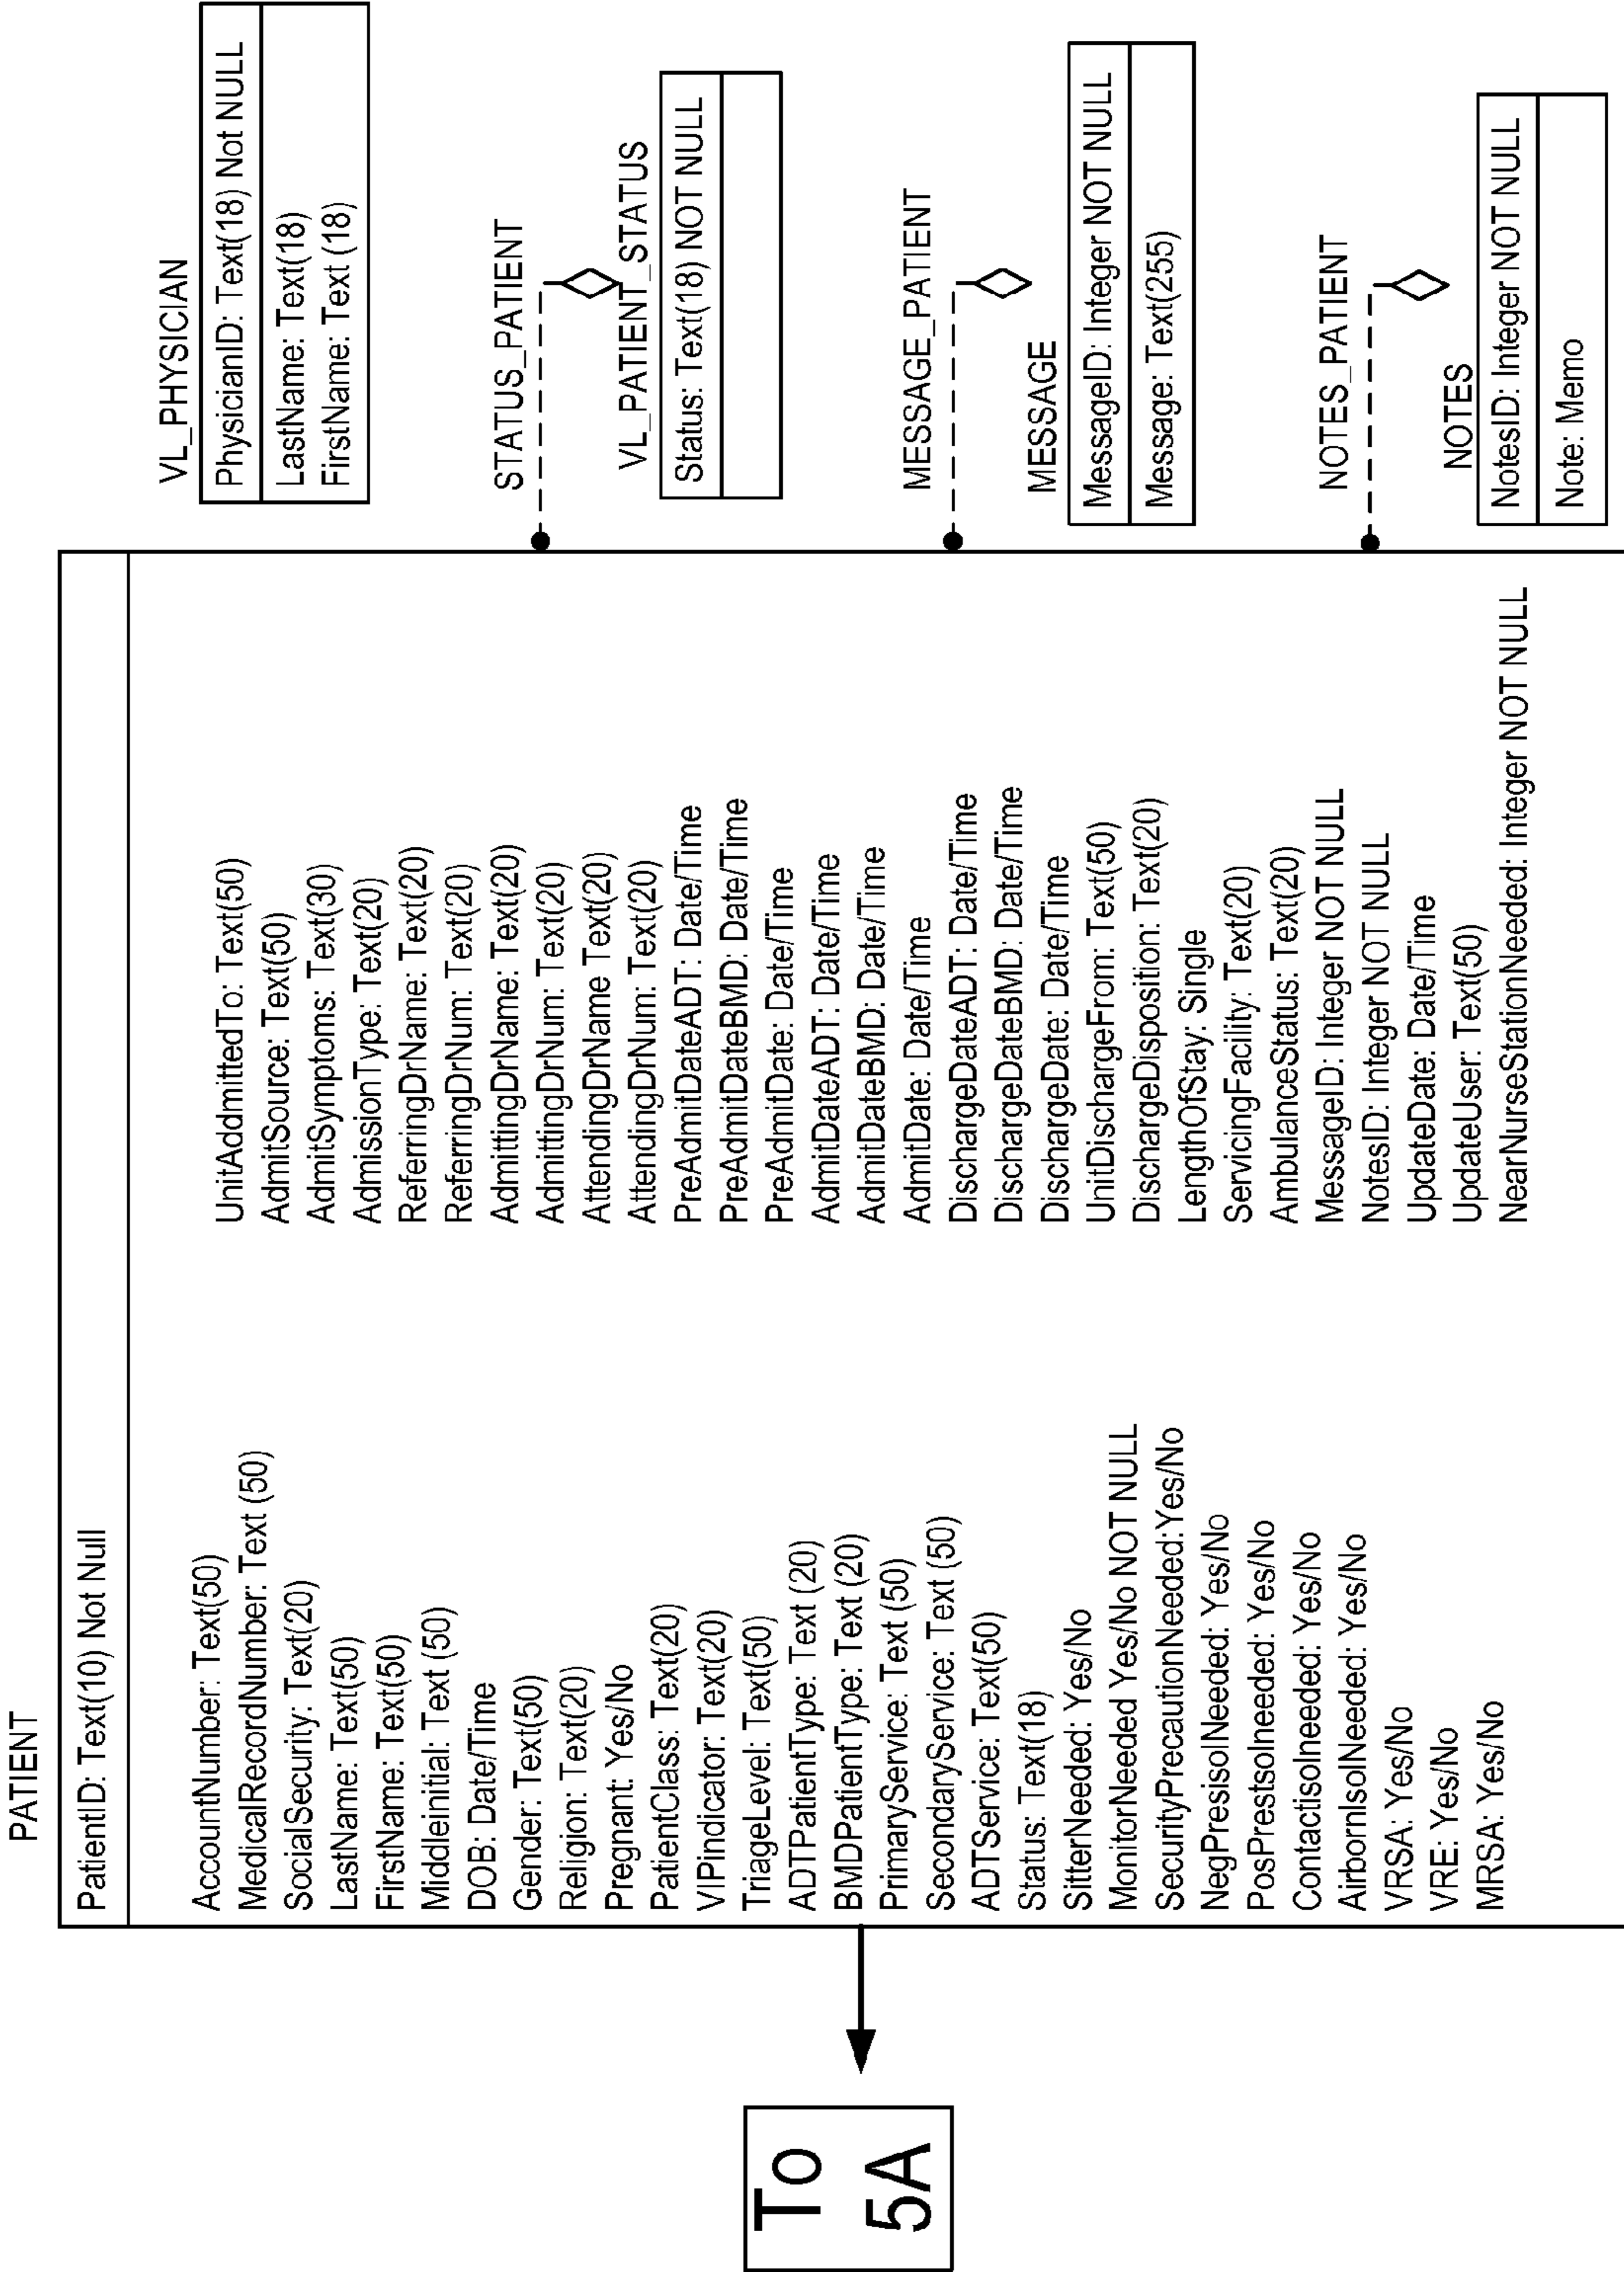 PATIENT
PatientID: Text(10) Not Null
AccountNumber: Text(50)
MedicalRecordNumber: Text (50)
SocialSecurity: Text(20)
LastName: Text(50)
FirstName: Text(50)
Middleinitial: Text (50)
DOB: Date/Time
Gender: Text(50)
Religion: Text(20)
Pregnant: Yes/No
PatientClass: Text(20)
VIPindicator: Text(20)
TriageLevel: Text(50)
ADTPatientType: Text (20)
BMDPatientType: Text (20)
PrimaryService: Text (50)
SecondaryService: Text (50)
ADTService: Text(50)
Status: Text(18)
SitterNeeded: Yes/No
MonitorNeeded Yes/No NOT NULL
SecurityPrecautionNeeded:Yes/No
NegPresisolNeeded: Yes/No
PosPrestsolneeded: Yes/No
Contactisolneeded: Yes/No
AirbornIsolNeeded: Yes/No
VRSA: Yes/No
VRE: Yes/No
MRSA: Yes/No
UnitAddmittedTo: Text(50)
AdmitSource: Text(50)
AdmitSymptoms: Text(30)
AdmissionType: Text(20)
ReferringDrName: Text(20)
ReferringDrNum: Text(20)
AdmittingDrName: Text(20)
AdmittingDrNum: Text(20)
AttendingDrName Text(20)
AttendingDrNum: Text(20)
PreAdmitDateADT: Date/Time
PreAdmitDateBMD: Date/Time
PreAdmitDate: Date/Time
AdmitDateADT: Date/Time
AdmitDateBMD: Date/Time
AdmitDate: Date/Time
DischargeDateADT: Date/Time
DischargeDateBMD: Date/Time
DischargeDate: Date/Time
UnitDischargeFrom: Text(50)
DischargeDisposition: Text(20)
LengthOfStay: Single
ServicingFacility: Text(20)
AmbulanceStatus: Text(20)
MessageID: Integer NOT NULL
NotesID: Integer NOT NULL
UpdateDate: Date/Time
UpdateUser: Text(50)
NearNurseStationNeeded: Integer NOT NULL
VL_PHYSICIAN
PhysicianID: Text(18) Not NULL
LastName: Text(18)
FirstName: Text (18)
STATUS_PATIENT
VL_PATIENT_STATUS
Status: Text(18) NOT NULL
MESSAGE_PATIENT
MESSAGE
MessageID: Integer NOT NULL
Message: Text(255)
NOTES_PATIENT
NOTES
NotesID: Integer NOT NULL
Note: Memo
To
5A